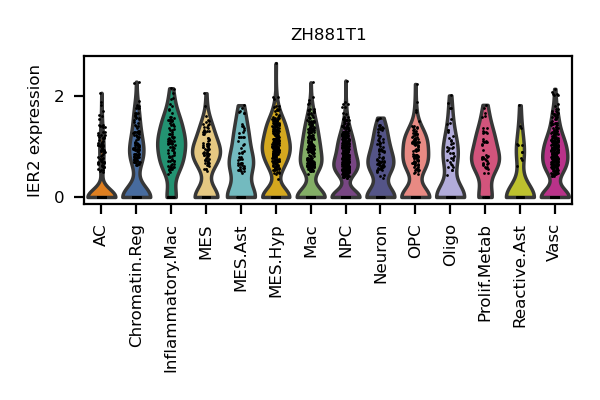 ZH881T1
IER2 expression
2
0
AC
Chromatin.Reg
Inflammatory.Mac
MES
MES.Ast
MES.Hyp
Mac
NPC
Neuron
OPC
Oligo
Prolif.Metab
Reactive.Ast
Vasc